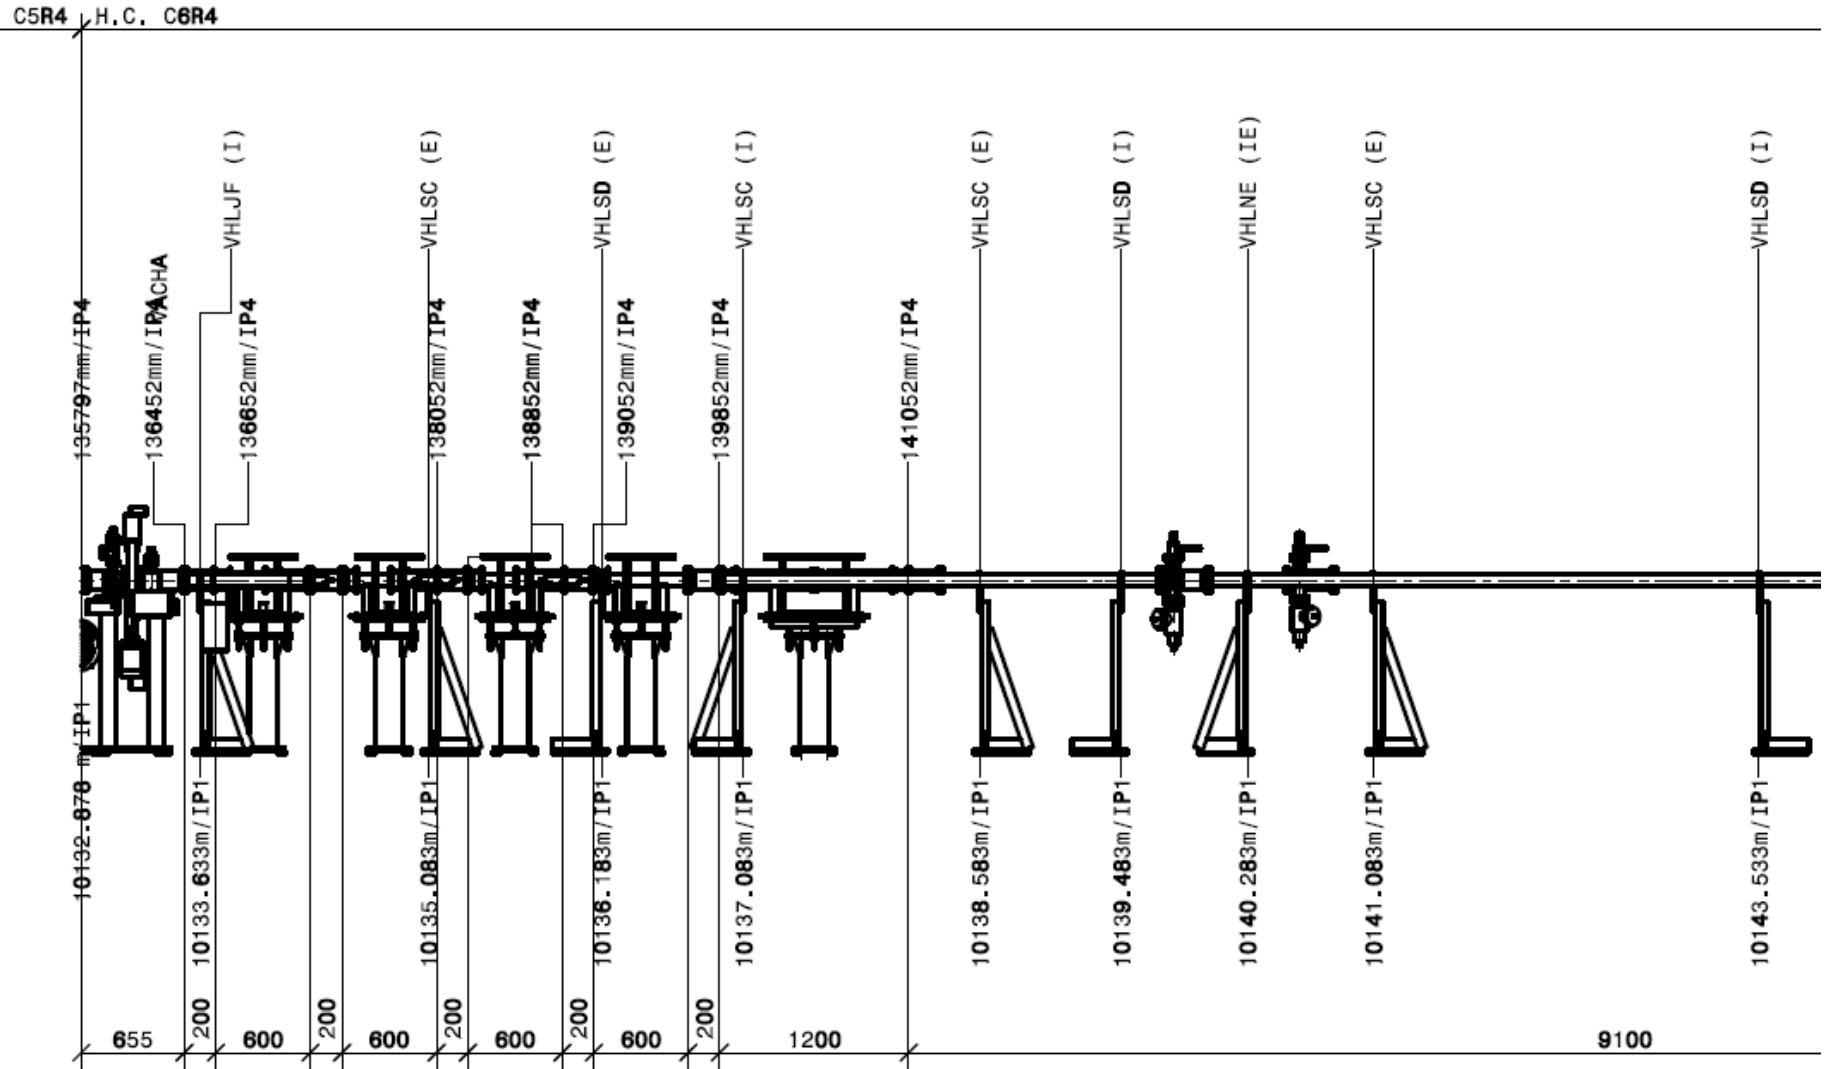 C5R4
H.C. C6R4
VHLJF (I)
VHLSC (E)
VHLSD (E)
VHLSC (I)
VHLSC (E)
VHLSD (I)
VHLNE (IE)
VHLSC (E)
VHLSD (I)
VACHA
135797mm/IP4
136452mm/IP4
136652mm/IP4
138052mm/IP4
138852mm/IP4
139052mm/IP4
139852mm/IP4
141052mm/IP4
10132.878 m/IP1
10133.633m/IP1
10135.083m/IP1
10136.183m/IP1
10137.083m/IP1
10138.583m/IP1
10139.483m/IP1
10140.283m/IP1
10141.083m/IP1
10143.533m/IP1
655
200
600
200
600
200
600
200
600
200
1200
9100